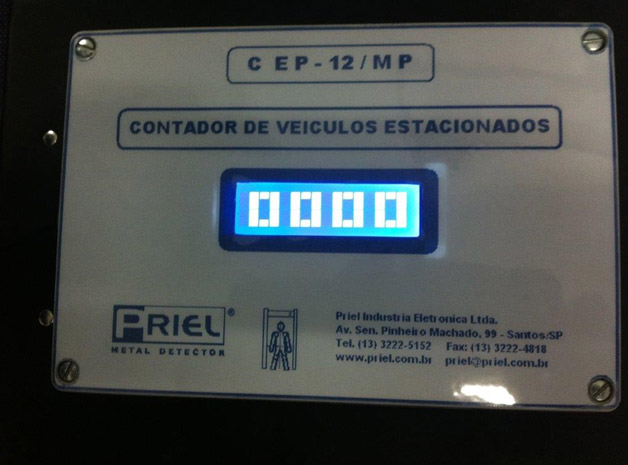 C EP-12/MP
CONTADOR DE VEICULOS ESTACIONADOS
0000
PRIEL®
METAL DETECTOR
Priel Industria Eletronica Ltda.
Av. Sen. Pinheiro Machado, 99 - Santos/SP
Tel. (13) 3222-5152 Fax: (13) 3222-4818
www.priel.com.br priel@priel.com.br